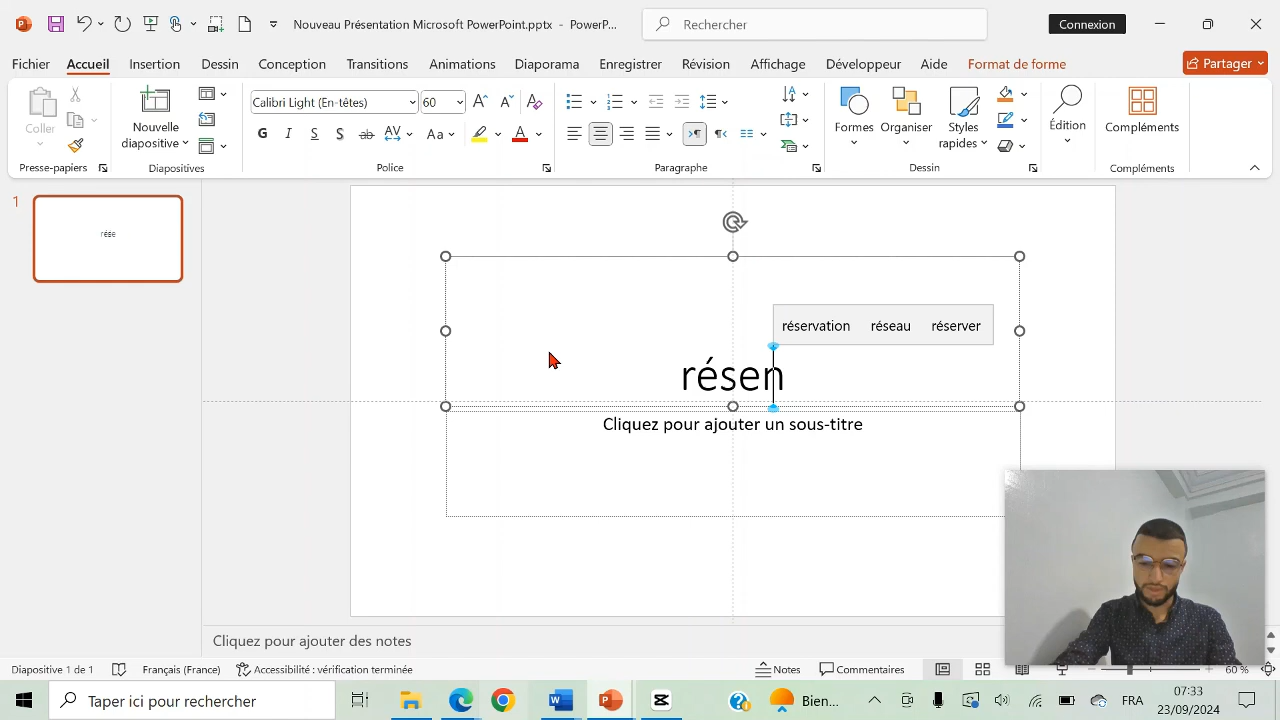 Nouveau Présentation Microsoft PowerPoint.pptx - PowerP...
Rechercher
Connexion
Fichier Accueil Insertion Dessin Conception Transitions Animations Diaporama Enregistrer Révision Affichage Développeur Aide Format de forme
Partager
Coller
Nouvelle diapositive
Calibri Light (En-têtes) 60
G I S S ab AV Aa A
Formes Organiser Styles rapides
Édition
Compléments
Presse-papiers Diapositives Police Paragraphe Dessin Compléments
1
rése
réservation réseau réserver
résen
Cliquez pour ajouter un sous-titre
Cliquez pour ajouter des notes
Diapositive 1 de 1 Français (France) Accessibilité : vérification terminée Notes Commentaires 60 %
Taper ici pour rechercher
Bien...
FRA
07:33
23/09/2024